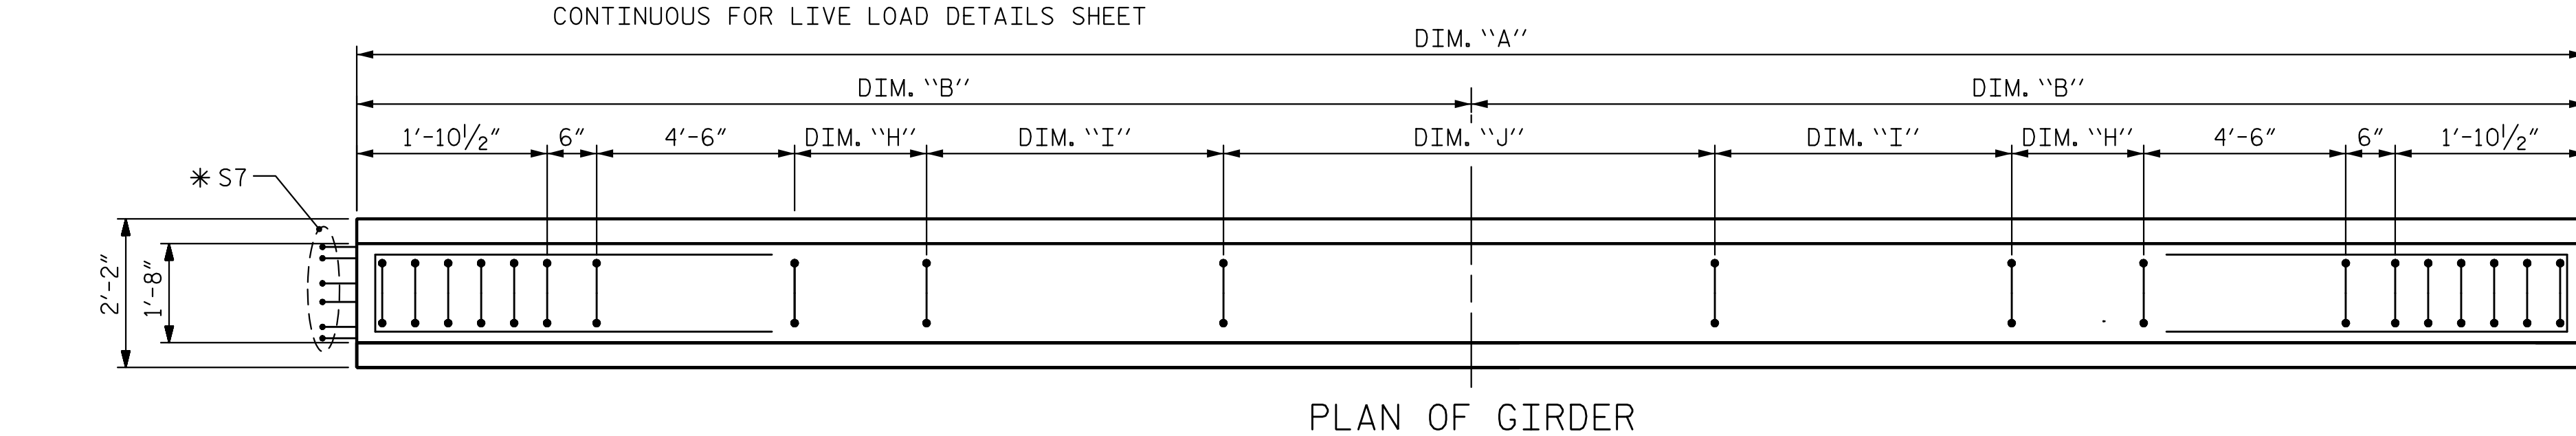 CONTINUOUS FOR LIVE LOAD DETAILS SHEET
DIM. ‘‘A’’
DIM. ‘‘B’’ DIM. ‘‘B’’
1’-10½” 6” 4’-6” DIM. ‘‘H’’ DIM. ‘‘I’’ DIM. ‘‘J’’ DIM. ‘‘I’’ DIM. ‘‘H’’ 4’-6” 6” 1’-10½”
* S7
2’-2”
1’-8”
PLAN OF GIRDER